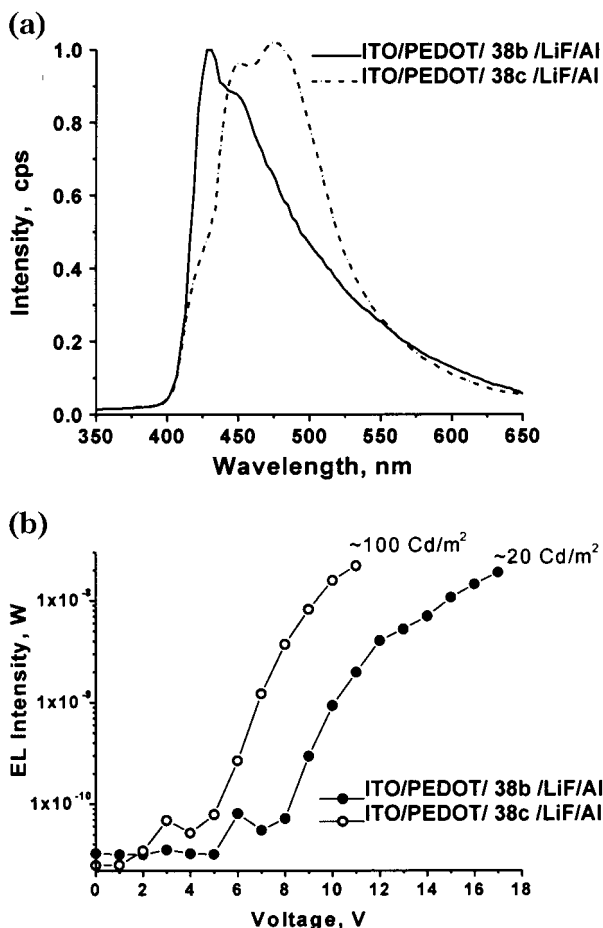 (a)
ITO/PEDOT/ 38b /LiF/Al
ITO/PEDOT/ 38c /LiF/Al
Intensity, cps
1.0
0.8
0.6
0.4
0.2
0.0
350 400 450 500 550 600 650
Wavelength, nm
(b)
~100 Cd/m²
~20 Cd/m²
EL Intensity, W
1x10⁻⁸
1x10⁻⁹
1x10⁻¹⁰
ITO/PEDOT/ 38b /LiF/Al
ITO/PEDOT/ 38c /LiF/Al
0 2 4 6 8 10 12 14 16 18
Voltage, V